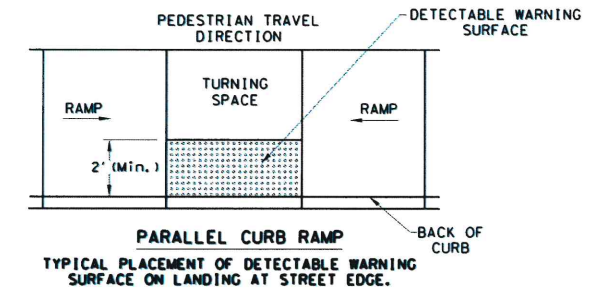 PEDESTRIAN TRAVEL
DIRECTION
DETECTABLE WARNING
SURFACE
TURNING
SPACE
RAMP
RAMP
2' (Min.)
BACK OF
CURB
PARALLEL CURB RAMP
TYPICAL PLACEMENT OF DETECTABLE WARNING
SURFACE ON LANDING AT STREET EDGE.